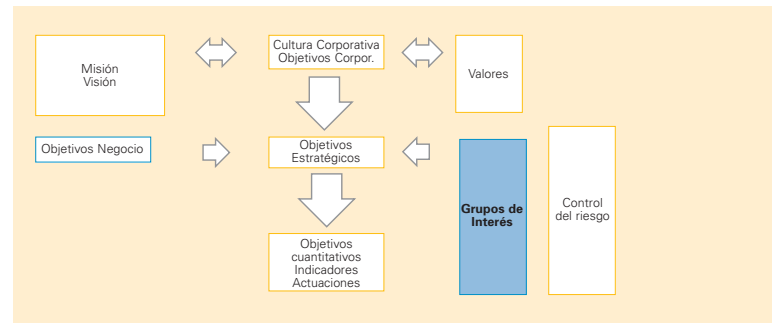 Misión
Visión
Cultura Corporativa
Objetivos Corpor.
Valores
Objetivos Negocio
Objetivos
Estratégicos
Grupos de
Interés
Control
del riesgo
Objetivos
cuantitativos
Indicadores
Actuaciones